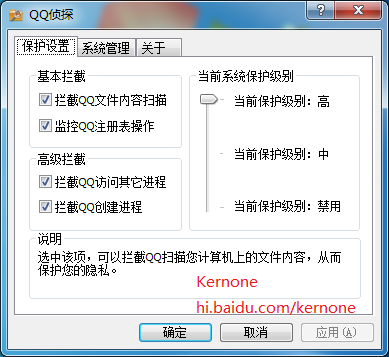 QQ侦探
保护设置 系统管理 关于
基本拦截
拦截QQ文件内容扫描
监控QQ注册表操作
高级拦截
拦截QQ访问其它进程
拦截QQ创建进程
当前系统保护级别
当前保护级别：高
当前保护级别：中
当前保护级别：禁用
说明
选中该项，可以拦截QQ扫描您计算机上的文件内容，从而
保护您的隐私。
Kernone
hi.baidu.com/kernone
确定 取消 应用(A)